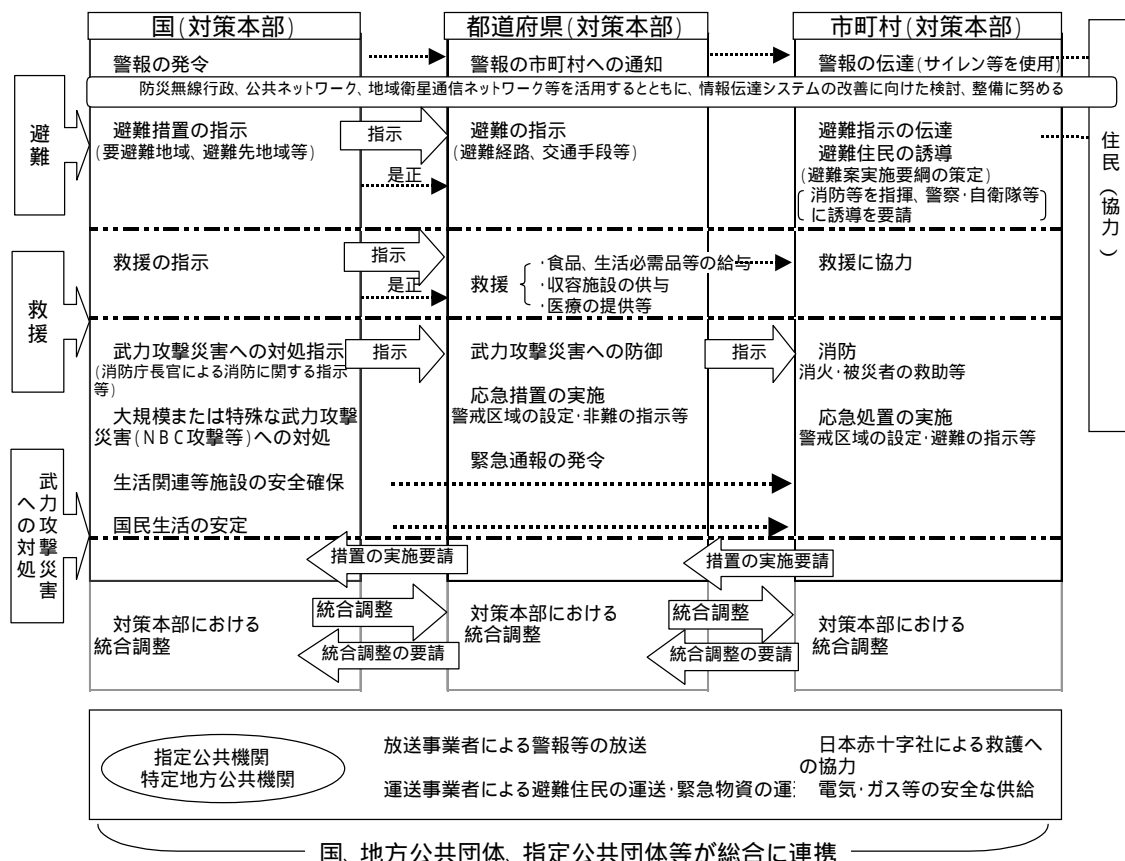 国(対策本部)
都道府県(対策本部)
市町村(対策本部)
警報の発令
警報の市町村への通知
警報の伝達(サイレン等を使用)
防災無線行政、公共ネットワーク、地域衛星通信ネットワーク等を活用するとともに、情報伝達システムの改善に向けた検討、整備に努める
避難
避難措置の指示
(要避難地域、避難先地域等)
指示
是正
避難の指示
(避難経路、交通手段等)
避難指示の伝達
避難住民の誘導
(避難案実施要綱の策定)
消防等を指揮、警察・自衛隊等
に誘導を要請
住民(協力)
救援
救援の指示
指示
是正
救援
・食品、生活必需品等の給与
・収容施設の供与
・医療の提供等
救援に協力
武力攻撃災害
への対処
武力攻撃災害への対処指示
(消防庁長官による消防に関する指示
等)
指示
武力攻撃災害への防御
指示
消防
消火・被災者の救助等
大規模または特殊な武力攻撃
災害(NBC攻撃等)への対処
応急措置の実施
警戒区域の設定・非難の指示等
応急処置の実施
警戒区域の設定・避難の指示等
緊急通報の発令
生活関連等施設の安全確保
国民生活の安定
措置の実施要請
措置の実施要請
対策本部における
統合調整
統合調整
統合調整の要請
対策本部における
統合調整
統合調整
統合調整の要請
対策本部における
統合調整
指定公共機関
特定地方公共機関
放送事業者による警報等の放送
運送事業者による避難住民の運送・緊急物資の運
日本赤十字社による救護へ
の協力
電気・ガス等の安全な供給
国、地方公共団体、指定公共団体等が総合に連携